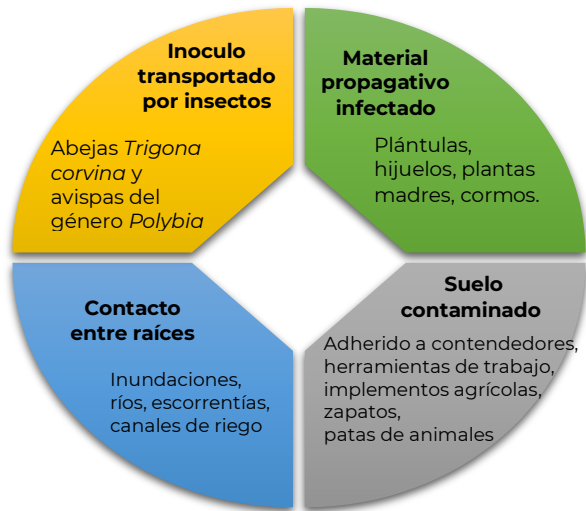 Inoculo
transportado
por insectos
Abejas Trigona
corvina y
avispas del
género Polybia
Material
propagativo
infectado
Plántulas,
hijuelos, plantas
madres, cormos.
Contacto
entre raíces
Inundaciones,
ríos, escorrentías,
canales de riego
Suelo
contaminado
Adherido a contendedores,
herramientas de trabajo,
implementos agrícolas,
zapatos,
patas de animales